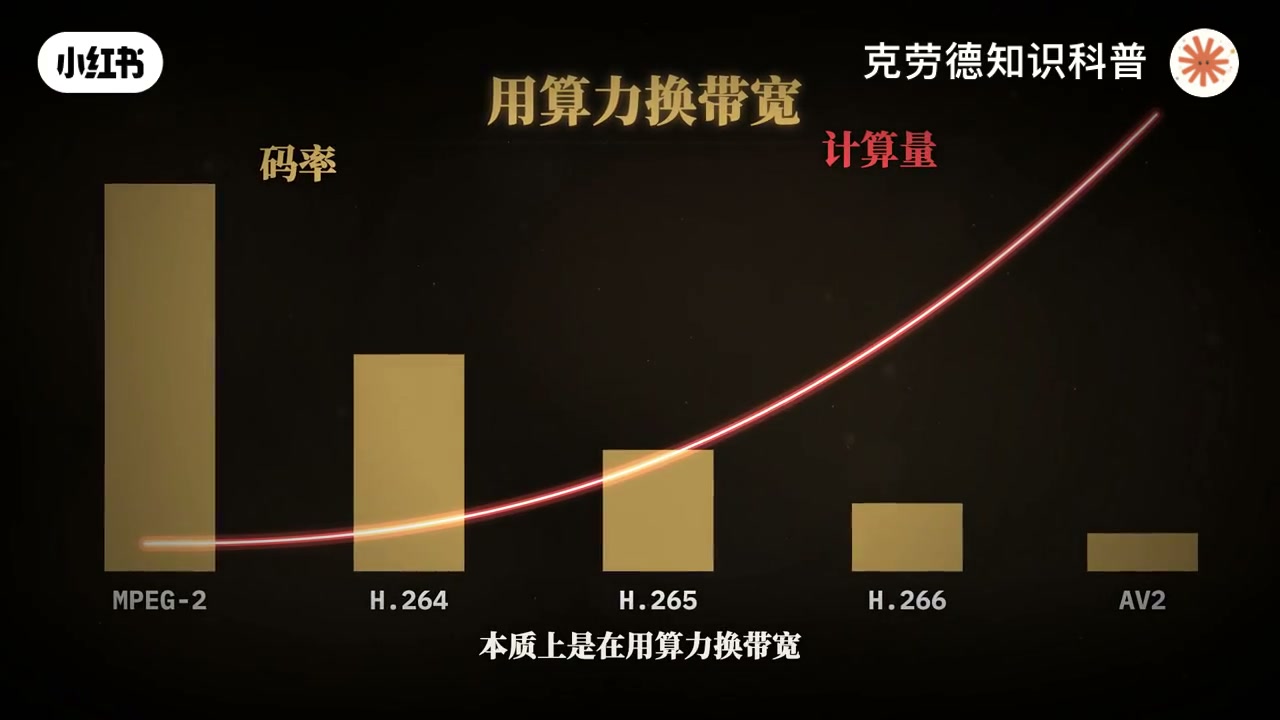 小红书
克劳德知识科普
用算力换带宽
码率
计算量
MPEG-2
H.264
H.265
H.266
AV2
本质上是在用算力换带宽